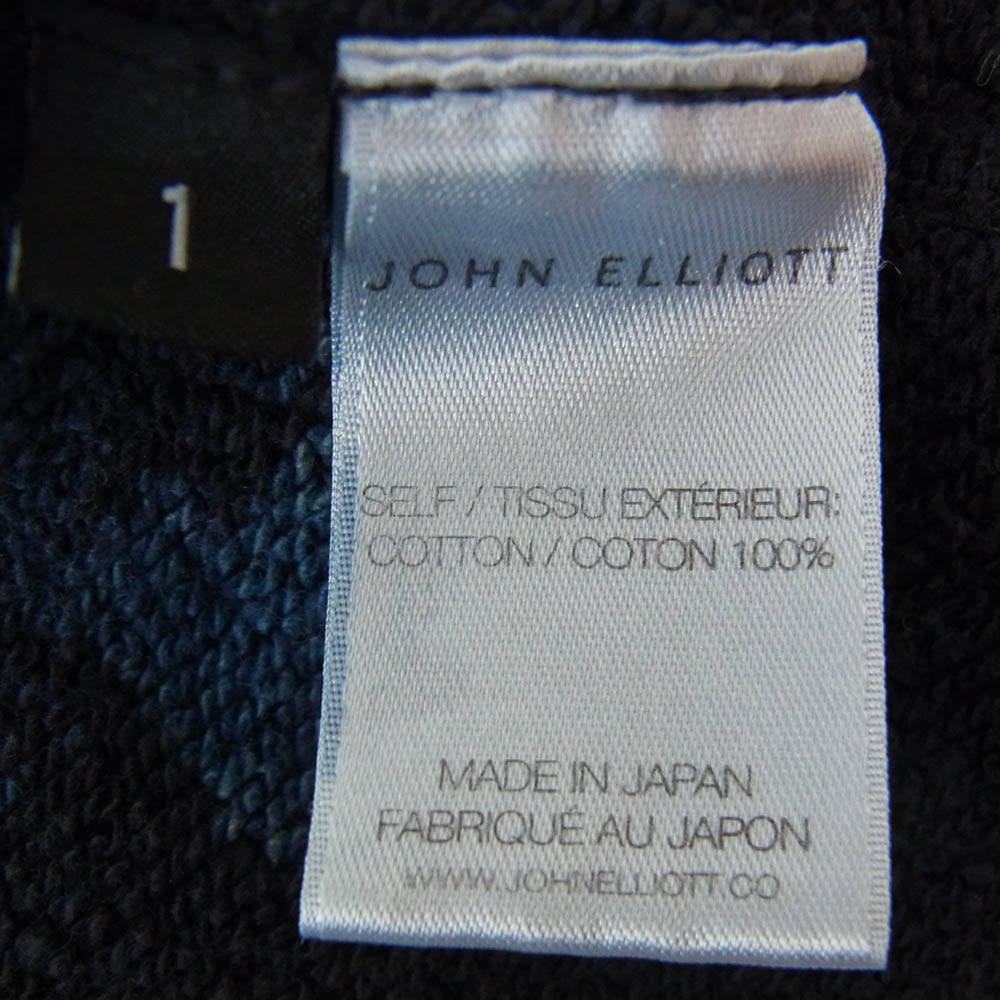 1
JOHN ELLIOTT
SELF / TISSU EXTÉRIEUR:
COTTON / COTON 100%
MADE IN JAPAN
FABRIQUÉ AU JAPON
WWW.JOHNELLIOTT.CO